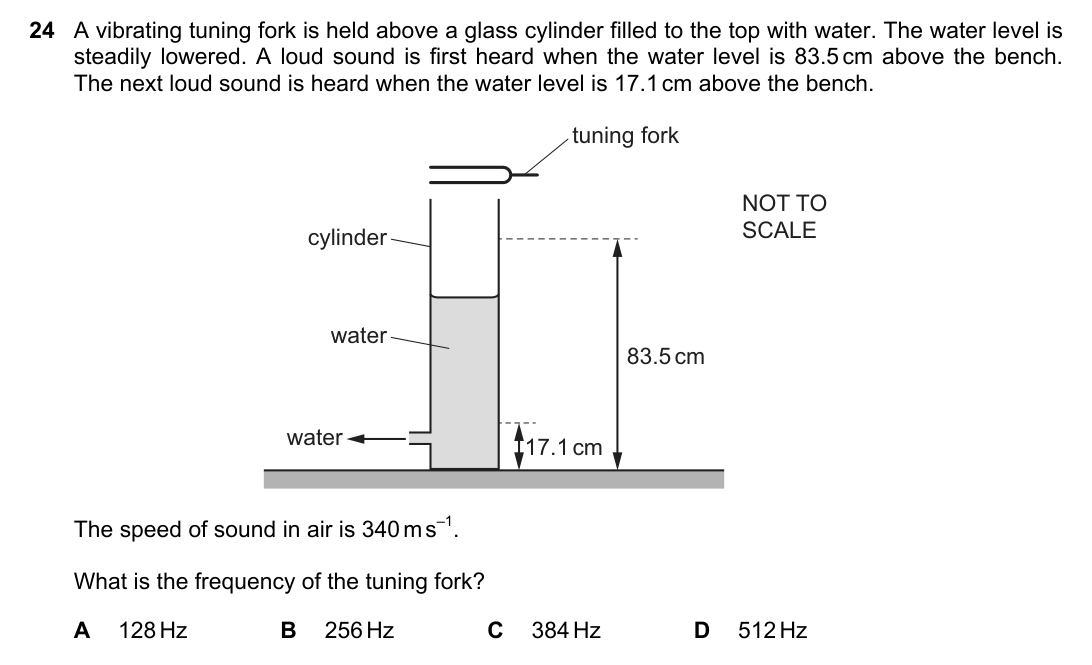 24 A vibrating tuning fork is held above a glass cylinder filled to the top with water. The water level is
steadily lowered. A loud sound is first heard when the water level is 83.5 cm above the bench.
The next loud sound is heard when the water level is 17.1 cm above the bench.
tuning fork
NOT TO
SCALE
cylinder
water
83.5 cm
water
17.1 cm
The speed of sound in air is 340 m s⁻¹.
What is the frequency of the tuning fork?
A 128 Hz B 256 Hz C 384 Hz D 512 Hz